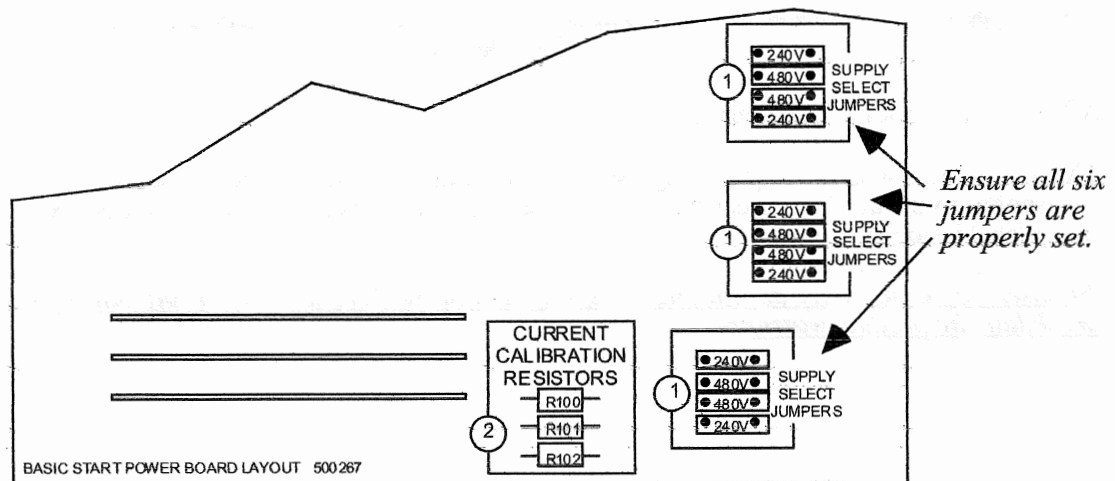 1
240V
480V
480V
240V
SUPPLY
SELECT
JUMPERS
Ensure all six
jumpers are
properly set.
1
240V
480V
480V
240V
SUPPLY
SELECT
JUMPERS
CURRENT
CALIBRATION
RESISTORS
R100
R101
R102
2
1
240V
480V
480V
240V
SUPPLY
SELECT
JUMPERS
BASIC START POWER BOARD LAYOUT 500267